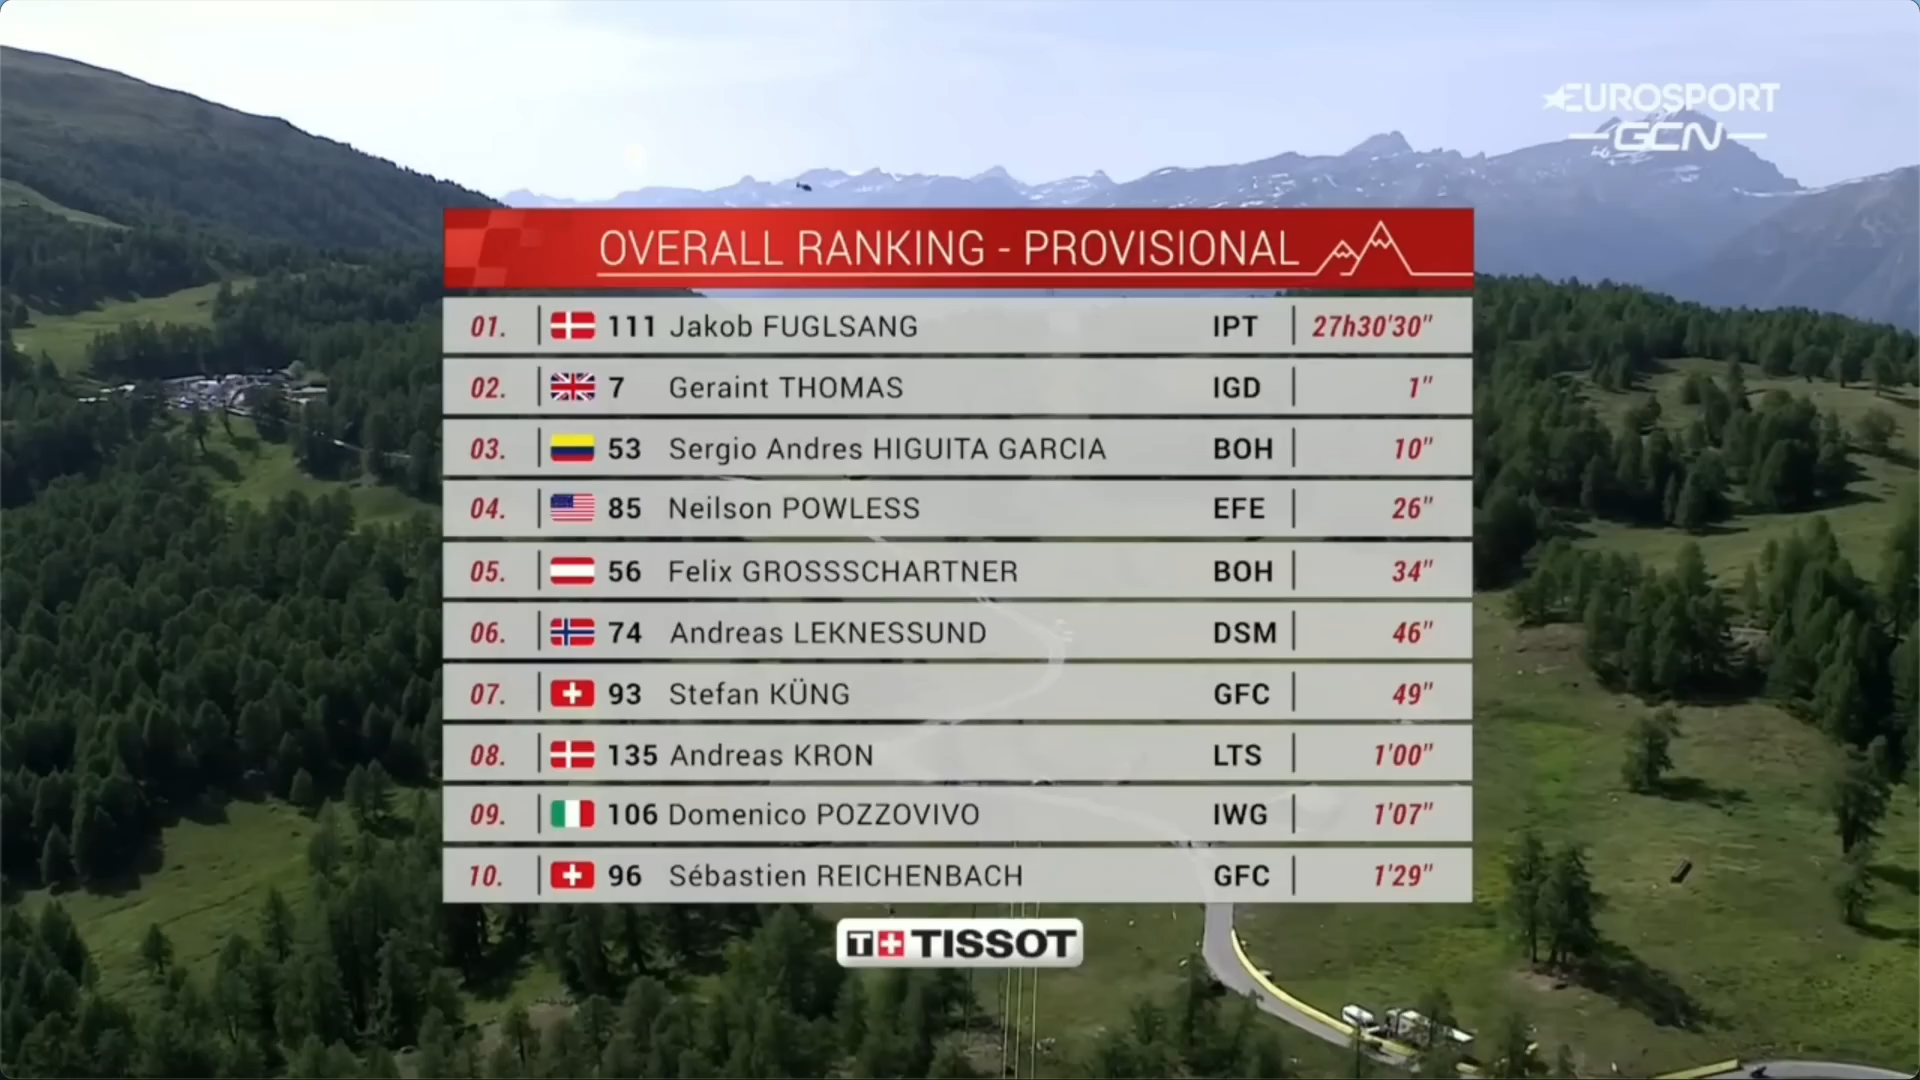 EUROSPORT
GCN
OVERALL RANKING - PROVISIONAL
01. 111 Jakob FUGLSANG IPT 27h30'30"
02. 7 Geraint THOMAS IGD 1"
03. 53 Sergio Andres HIGUITA GARCIA BOH 10"
04. 85 Neilson POWLESS EFE 26"
05. 56 Felix GROSSSCHARTNER BOH 34"
06. 74 Andreas LEKNESSUND DSM 46"
07. 93 Stefan KÜNG GFC 49"
08. 135 Andreas KRON LTS 1'00"
09. 106 Domenico POZZOVIVO IWG 1'07"
10. 96 Sébastien REICHENBACH GFC 1'29"
T+ TISSOT